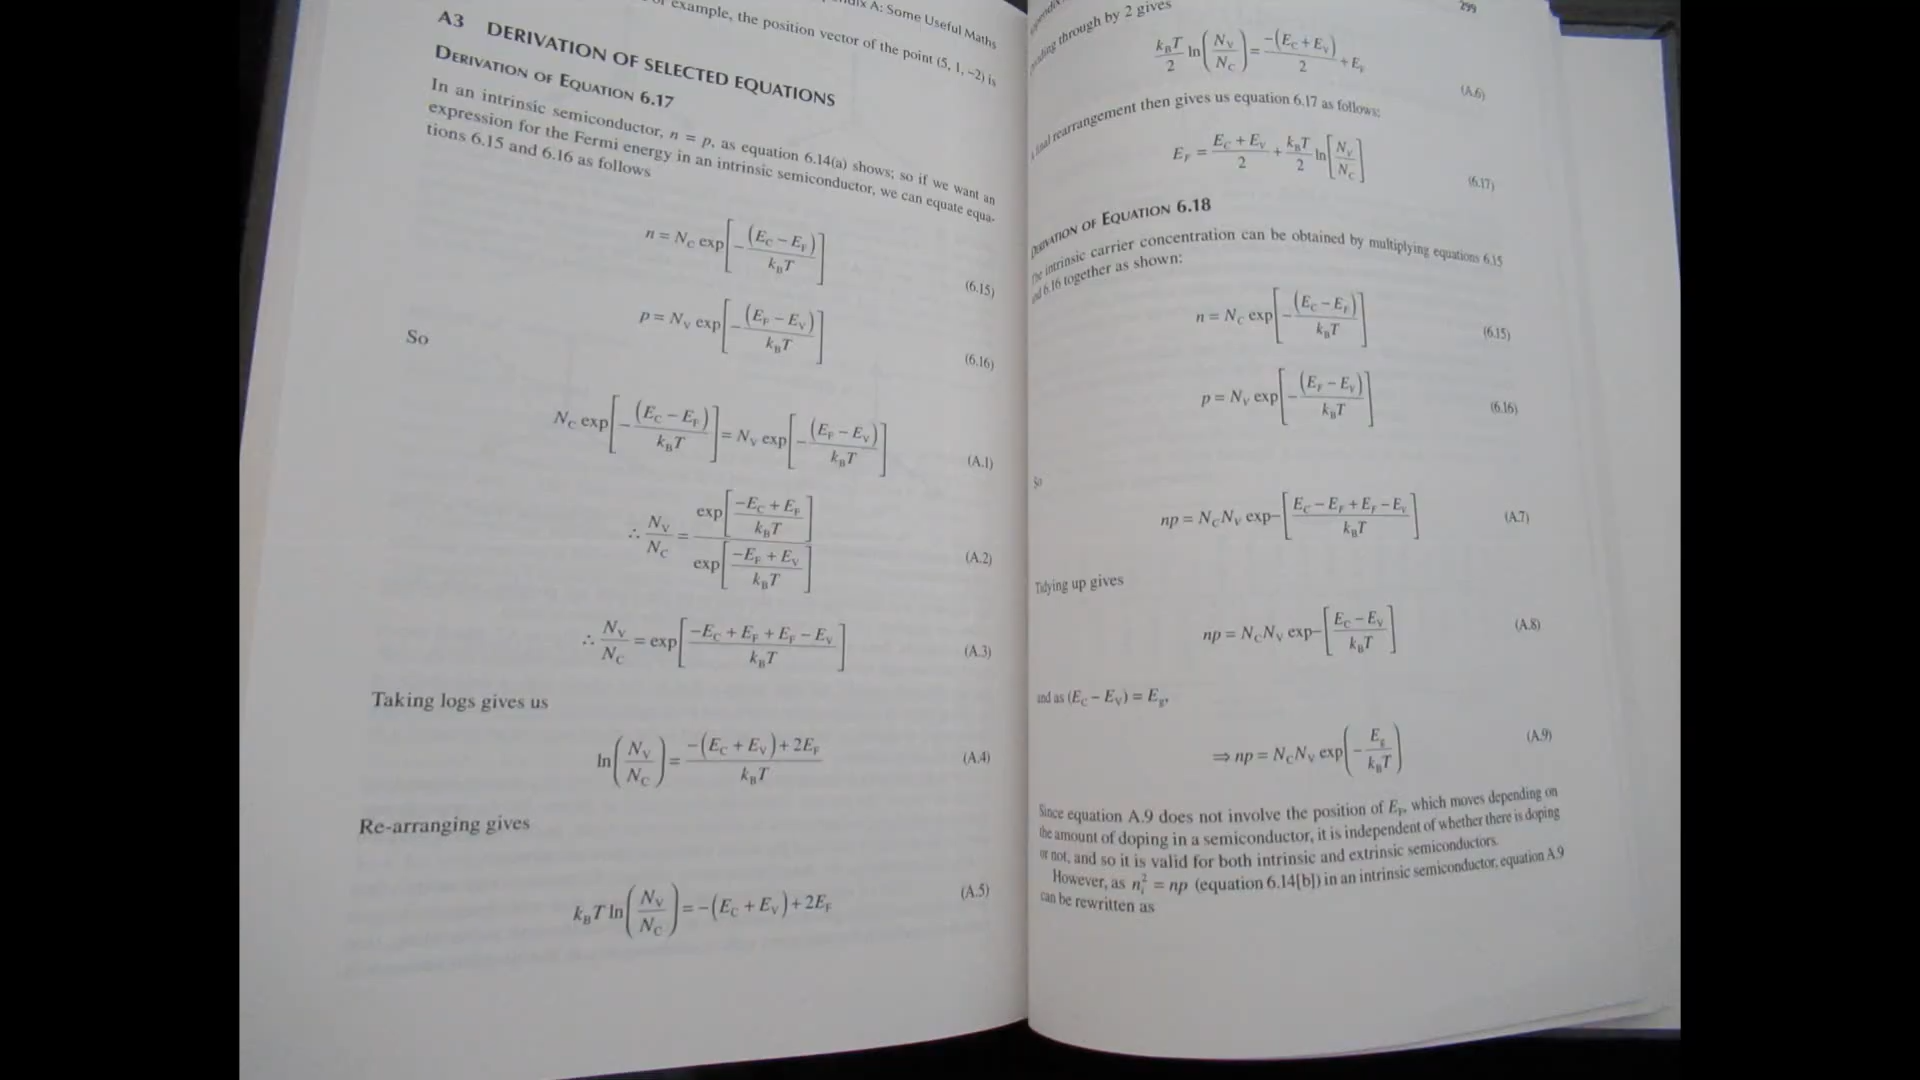 Appendix A: Some Useful Maths
example, the position vector of the point (5, 1, −2) is
A3 DERIVATION OF SELECTED EQUATIONS
DERIVATION OF EQUATION 6.17
In an intrinsic semiconductor, n = p, as equation 6.14(a) shows; so if we want an
expression for the Fermi energy in an intrinsic semiconductor, we can equate equa-
tions 6.15 and 6.16 as follows
n = N_C exp[−(E_C − E_F)/k_BT] (6.15)
p = N_V exp[−(E_F − E_V)/k_BT] (6.16)
So
N_C exp[−(E_C − E_F)/k_BT] = N_V exp[−(E_F − E_V)/k_BT] (A.1)
∴ N_V/N_C = exp[(−E_C + E_F)/k_BT] / exp[(−E_F + E_V)/k_BT] (A.2)
∴ N_V/N_C = exp[(−E_C + E_F + E_F − E_V)/k_BT] (A.3)
Taking logs gives us
ln(N_V/N_C) = (−(E_C + E_V) + 2E_F)/k_BT (A.4)
Re-arranging gives
k_BT ln(N_V/N_C) = −(E_C + E_V) + 2E_F (A.5)
299
through by 2 gives
k_BT/2 ln(N_V/N_C) = −(E_C + E_V)/2 + E_F (A.6)
final rearrangement then gives us equation 6.17 as follows:
E_F = (E_C + E_V)/2 + k_BT/2 ln[N_V/N_C] (6.17)
DERIVATION OF EQUATION 6.18
The intrinsic carrier concentration can be obtained by multiplying equations 6.15
and 6.16 together as shown:
n = N_C exp[−(E_C − E_F)/k_BT] (6.15)
p = N_V exp[−(E_F − E_V)/k_BT] (6.16)
So
np = N_CN_V exp−[(E_C − E_F + E_F − E_V)/k_BT] (A.7)
Tidying up gives
np = N_CN_V exp−[(E_C − E_V)/k_BT] (A.8)
and as (E_C − E_V) = E_g,
⇒ np = N_CN_V exp(−E_g/k_BT) (A.9)
Since equation A.9 does not involve the position of E_F, which moves depending on
the amount of doping in a semiconductor, it is independent of whether there is doping
or not, and so it is valid for both intrinsic and extrinsic semiconductors.
However, as n_i^2 = np (equation 6.14[b]) in an intrinsic semiconductor, equation A.9
can be rewritten as